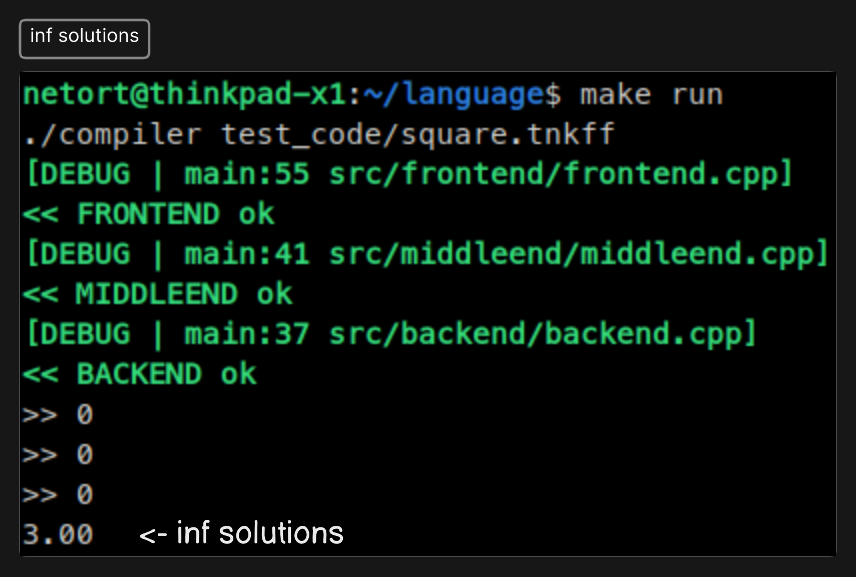 inf solutions
netort@thinkpad-x1:~/language$ make run
./compiler test_code/square.tnkff
[DEBUG | main:55 src/frontend/frontend.cpp]
<< FRONTEND ok
[DEBUG | main:41 src/middleend/middleend.cpp]
<< MIDDLEEND ok
[DEBUG | main:37 src/backend/backend.cpp]
<< BACKEND ok
>> 0
>> 0
>> 0
3.00 <- inf solutions